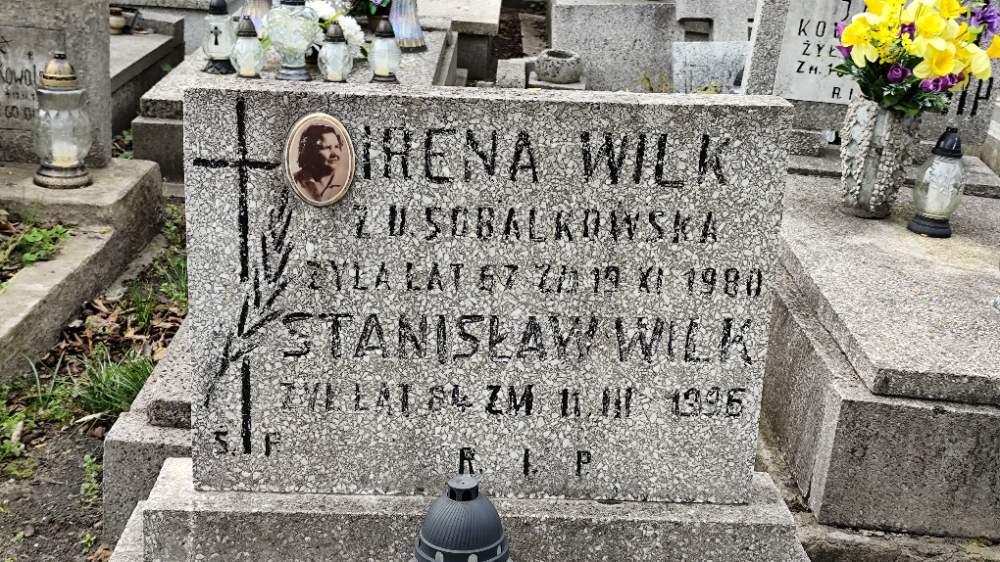 IRENA WILK
Z D. SOBALKOWSKA
ŻYŁA LAT 67 ZM 19 XI 1980
STANISŁAW WILK
ŻYŁ LAT 84 ZM 11. III 1996
S. F.
R. I. P